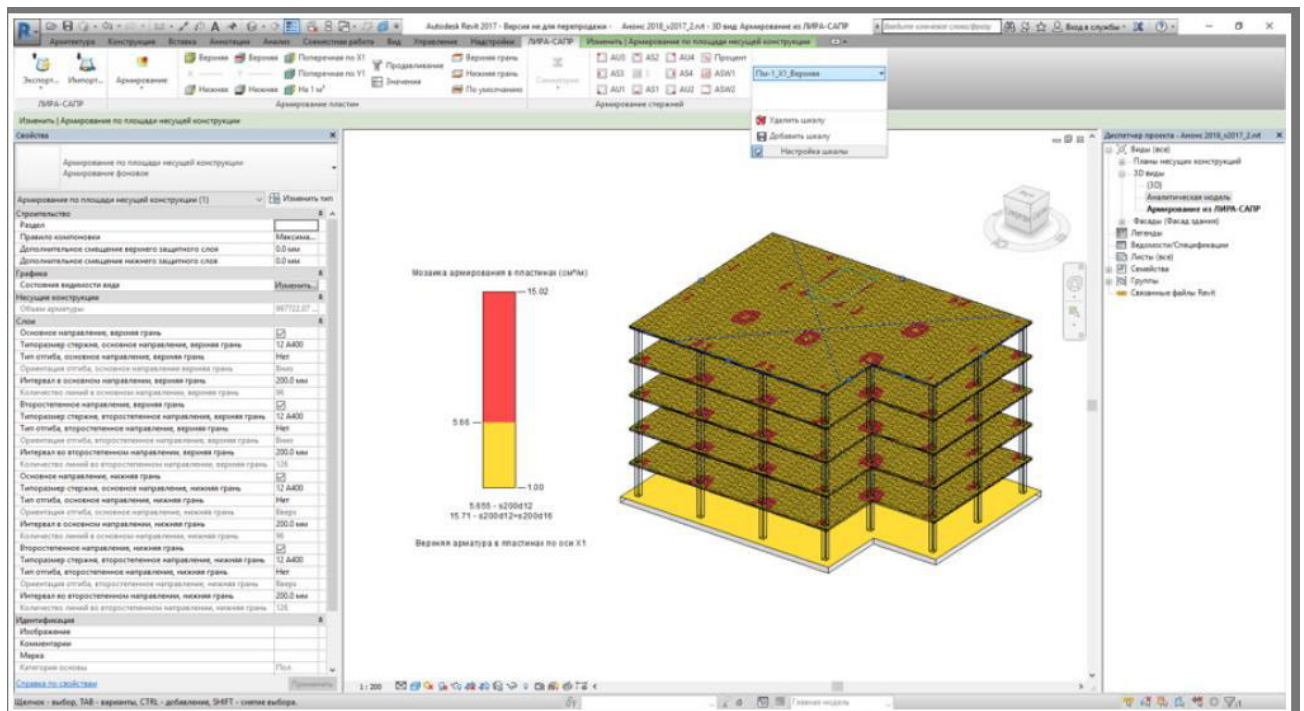 Autodesk Revit 2017 - Версия не для перепродажи - Анонс 2018_v2017_2.rvt - 3D вид: Армирование из ЛИРА-САПР
Введите ключевое слово/фразу
Вход в службы
Архитектура Конструкция Вставка Аннотации Анализ Совместная работа Вид Управление Надстройки ЛИРА-САПР Изменить | Армирование по площади несущей конструкции
Верхняя Верхняя Поперечная по X1 Продавливание Верхняя грань AU3 AS2 AU4 Процент Пм-1_X1_Верхняя
Экспорт... Импорт... Армирование X Y Поперечная по Y1 Значения Нижняя грань Симметрия AS3 AS4 ASW1
Нижняя Нижняя На 1 м³ По умолчанию AU1 AS1 AU2 ASW2
ЛИРА-САПР Армирование пластин Армирование стержней
Удалить шкалу
Добавить шкалу
Настройка шкалы
Изменить | Армирование по площади несущей конструкции
Свойства
Армирование по площади несущей конструкции
Армирование фоновое
Армирование по площади несущей конструкции (1) Изменить тип
Строительство
Раздел
Правило компоновки Максима...
Дополнительное смещение верхнего защитного слоя 0.0 мм
Дополнительное смещение нижнего защитного слоя 0.0 мм
Графика
Состояния видимости вида Изменить...
Несущие конструкции
Объем арматуры 997722.07 ...
Слои
Основное направление, верхняя грань
Типоразмер стержня, основное направление, верхняя грань 12 A400
Тип отгиба, основное направление, верхняя грань Нет
Ориентация отгиба, основное направление верхняя грань Вниз
Интервал в основном направлении, верхняя грань 200.0 мм
Количество линий в основном направлении, верхняя грань 96
Второстепенное направление, верхняя грань
Типоразмер стержня, второстепенное направление, верхняя грань 12 A400
Тип отгиба, второстепенное направление, верхняя грань Нет
Ориентация отгиба, второстепенное направление, верхняя грань Вниз
Интервал во второстепенном направлении, верхняя грань 200.0 мм
Количество линий во второстепенном направлении, верхняя грань 126
Основное направление, нижняя грань
Типоразмер стержня, основное направление, нижняя грань 12 A400
Тип отгиба, основное направление, нижняя грань Нет
Ориентация отгиба, основное направление, нижняя грань Вверх
Интервал в основном направлении, нижняя грань 200.0 мм
Количество линий в основном направлении, нижняя грань 96
Второстепенное направление, нижняя грань
Типоразмер стержня, второстепенное направление, нижняя грань 12 A400
Тип отгиба, второстепенное направление, нижняя грань Нет
Ориентация отгиба, второстепенное направление, нижняя грань Вверх
Интервал во второстепенном направлении, нижняя грань 200.0 мм
Количество линий во второстепенном направлении, нижняя грань 126
Идентификация
Изображение
Комментарии
Марка
Категория основы Пол
Справка по свойствам Применить
Мозаика армирования в пластинах (см²/м)
15.02
5.66
1.00
5.655 - s200d12
15.71 - s200d12+s200d16
Верхняя арматура в пластинах по оси X1
Диспетчер проекта - Анонс 2018_v2017_2.rvt
Виды (все)
Планы несущих конструкций
3D виды
{3D}
Аналитическая модель
Армирование из ЛИРА-САПР
Фасады (Фасад здания)
Легенды
Ведомости/Спецификации
Листы (все)
Семейства
Группы
Связанные файлы Revit
1 : 200
Щелчок - выбор, TAB - варианты, CTRL - добавление, SHIFT - снятие выбора.
Главная модель
:1